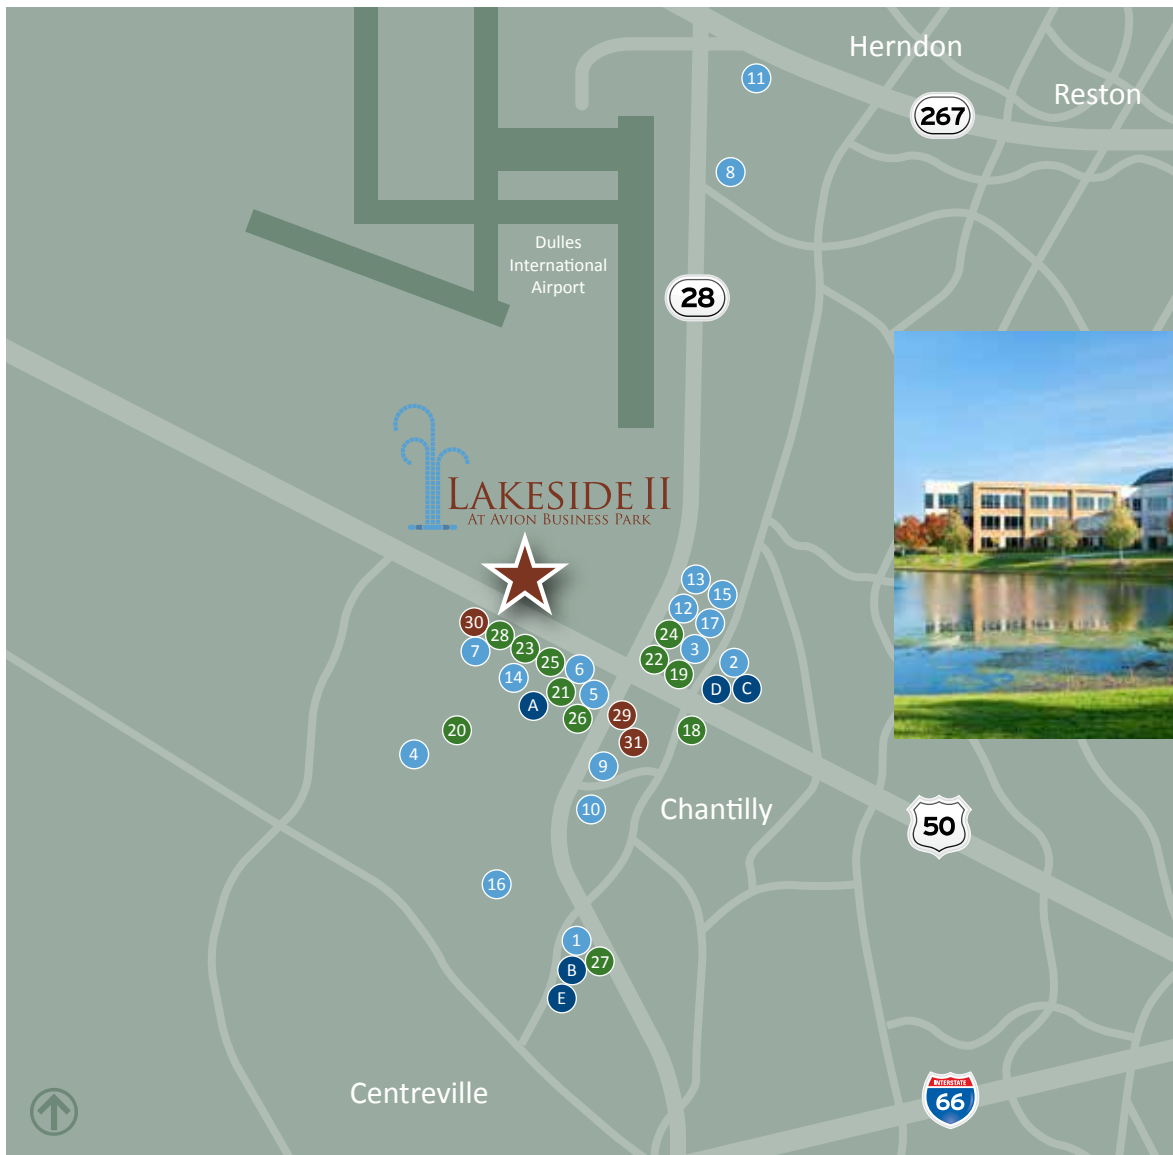 Herndon
11
Reston
267
8
Dulles
International
Airport
28
LAKESIDE II
AT AVION BUSINESS PARK
13
15
12
17
30
28
24
23
3
7
25
22
2
6
19
14
D
C
21
5
A
29
26
20
18
31
4
9
10
Chantilly
50
16
1
27
B
E
Centreville
INTERSTATE
66